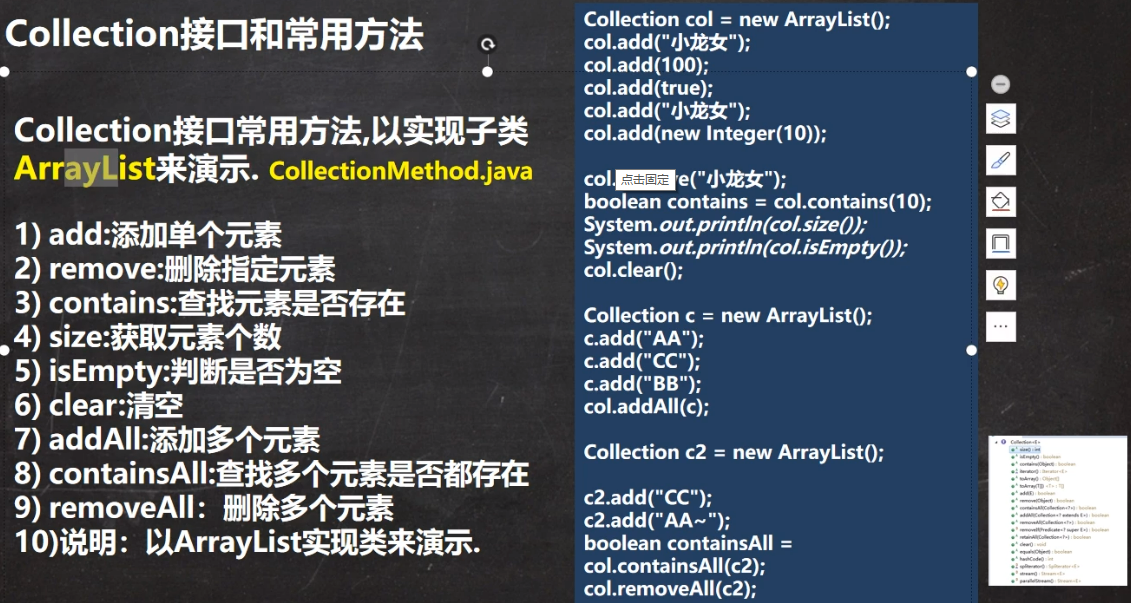 Collection接口和常用方法
Collection接口常用方法,以实现子类
ArrayList来演示. CollectionMethod.java
1) add:添加单个元素
2) remove:删除指定元素
3) contains:查找元素是否存在
4) size:获取元素个数
5) isEmpty:判断是否为空
6) clear:清空
7) addAll:添加多个元素
8) containsAll:查找多个元素是否都存在
9) removeAll：删除多个元素
10)说明：以ArrayList实现类来演示.
Collection col = new ArrayList();
col.add("小龙女");
col.add(100);
col.add(true);
col.add("小龙女");
col.add(new Integer(10));
col.点击固定e("小龙女");
boolean contains = col.contains(10);
System.out.println(col.size());
System.out.println(col.isEmpty());
col.clear();
Collection c = new ArrayList();
c.add("AA");
c.add("CC");
c.add("BB");
col.addAll(c);
Collection c2 = new ArrayList();
c2.add("CC");
c2.add("AA~");
boolean containsAll =
col.containsAll(c2);
col.removeAll(c2);
Collection<E>
size() : int
isEmpty() : boolean
contains(Object) : boolean
iterator() : Iterator<E>
toArray() : Object[]
toArray(T[]) <T> : T[]
add(E) : boolean
remove(Object) : boolean
containsAll(Collection<?>) : boolean
addAll(Collection<? extends E>) : boolean
removeAll(Collection<?>) : boolean
removeIf(Predicate<? super E>) : boolean
retainAll(Collection<?>) : boolean
clear() : void
equals(Object) : boolean
hashCode() : int
spliterator() : Spliterator<E>
stream() : Stream<E>
parallelStream() : Stream<E>